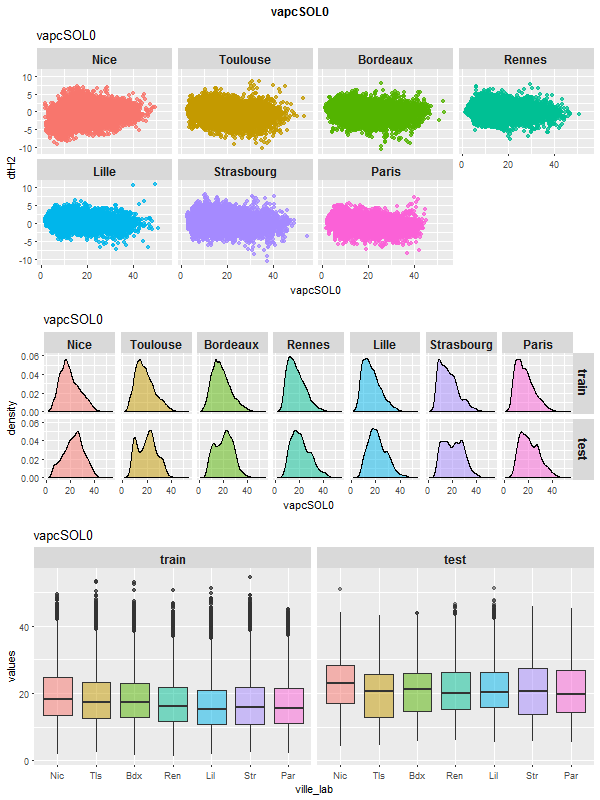 vapcSOL0
vapcSOL0
Nice Toulouse Bordeaux Rennes
10
5
0
-5
-10
0 20 40
Lille Strasbourg Paris
10
5
0
-5
-10
0 20 40 0 20 40 0 20 40
dtH2
vapcSOL0
vapcSOL0
Nice Toulouse Bordeaux Rennes Lille Strasbourg Paris
0.06
0.04
0.02
0.00
train
0.06
0.04
0.02
0.00
test
density
0 20 40 0 20 40 0 20 40 0 20 40 0 20 40 0 20 40 0 20 40
vapcSOL0
vapcSOL0
train test
40
20
0
values
Nic Tls Bdx Ren Lil Str Par Nic Tls Bdx Ren Lil Str Par
ville_lab